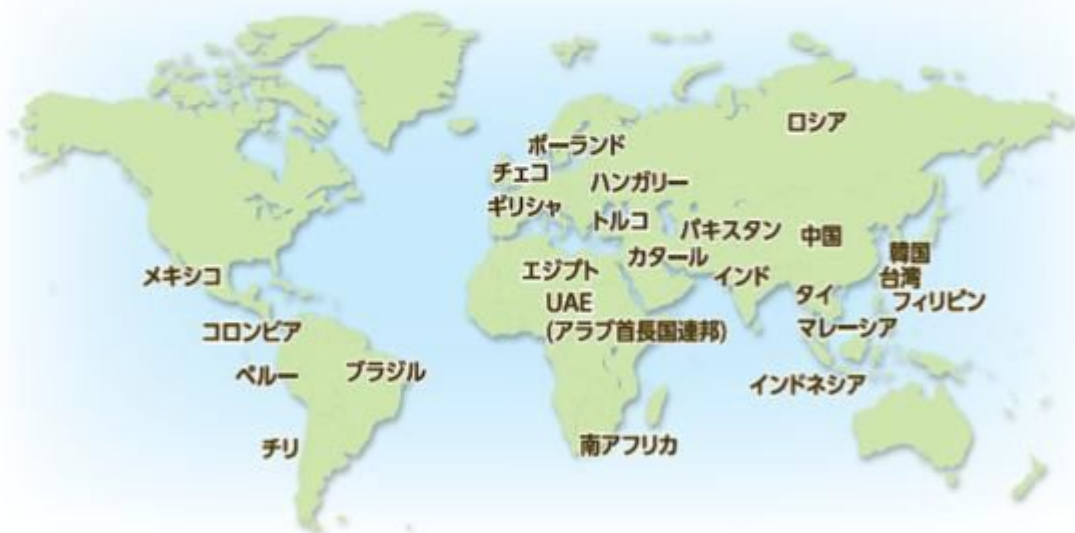 ロシア
ポーランド
チェコ
ハンガリー
ギリシャ
トルコ
パキスタン
中国
カタール
韓国
メキシコ
エジプト
インド
台湾
タイ
フィリピン
UAE
(アラブ首長国連邦)
マレーシア
コロンビア
ペルー
ブラジル
インドネシア
チリ
南アフリカ